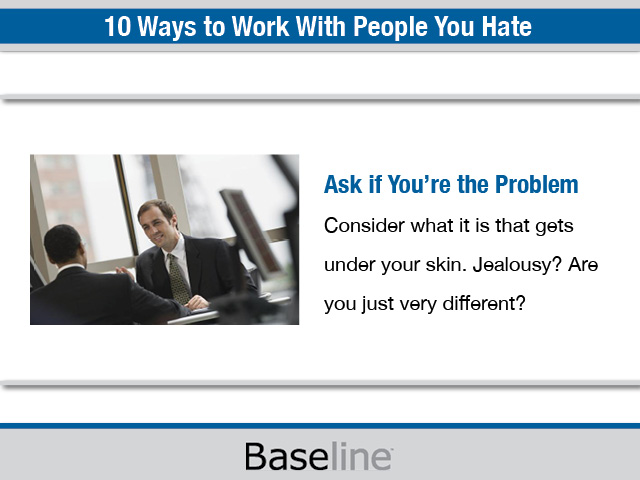 10 Ways to Work With People You Hate
Ask if You're the Problem
Consider what it is that gets
under your skin. Jealousy? Are
you just very different?
Baseline